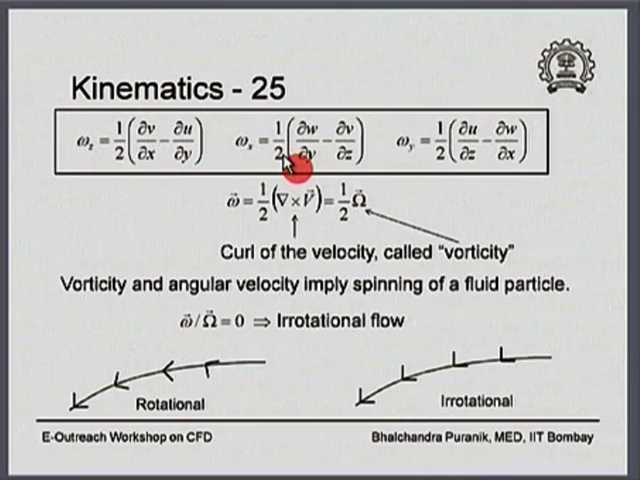 Kinematics - 25
ω_z = 1/2 (∂v/∂x − ∂u/∂y) ω_x = 1/2 (∂w/∂y − ∂v/∂z) ω_y = 1/2 (∂u/∂z − ∂w/∂x)
ω⃗ = 1/2 (∇×V⃗) = 1/2 Ω⃗
Curl of the velocity, called “vorticity”
Vorticity and angular velocity imply spinning of a fluid particle.
ω⃗/Ω⃗ = 0 ⇒ Irrotational flow
Rotational
Irrotational
E-Outreach Workshop on CFD
Bhalchandra Puranik, MED, IIT Bombay